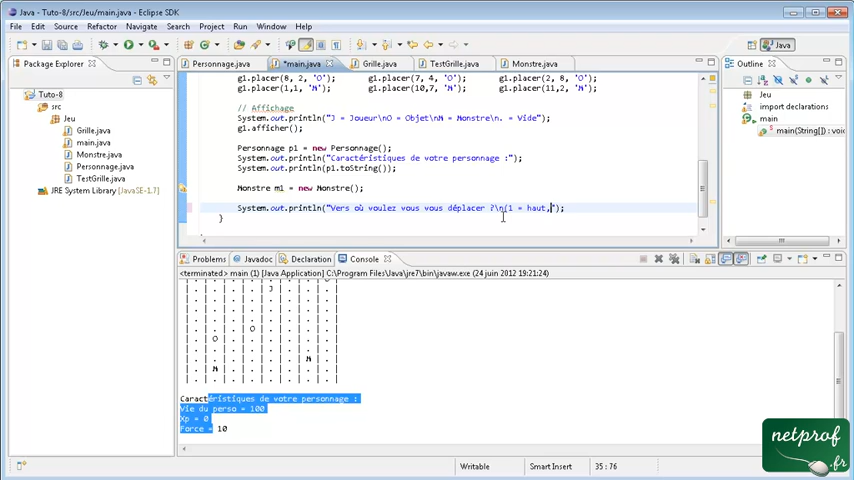 Java - Tuto-8/src/Jeu/main.java - Eclipse SDK
File Edit Source Refactor Navigate Search Project Run Window Help
Java
Package Explorer
Tuto-8
src
Jeu
Grille.java
main.java
Monstre.java
Personnage.java
TestGrille.java
JRE System Library [JavaSE-1.7]
Personnage.java *main.java Grille.java TestGrille.java Monstre.java
g1.placer(8, 2, 'O'); g1.placer(7, 4, 'O'); g1.placer(2, 8, 'O');
g1.placer(1,1, 'M'); g1.placer(10,7, 'M'); g1.placer(11,2, 'M');
// Affichage
System.out.println("J = Joueur\nO = Objet\nM = Monstre\n. = Vide");
g1.afficher();
Personnage p1 = new Personnage();
System.out.println("Caractéristiques de votre personnage :");
System.out.println(p1.toString());
Monstre m1 = new Monstre();
System.out.println("Vers où voulez vous vous déplacer ?\n(1 = haut,");
}
Outline
Jeu
import declarations
main
main(String[]) : voi
Problems Javadoc Declaration Console
<terminated> main (1) [Java Application] C:\Program Files\Java\jre7\bin\javaw.exe (24 juin 2012 19:21:24)
| . | . | . | . | . | . | . | O |
| . | . | . | . | . | J | . | . |
| . | . | . | . | . | . | . | . |
| . | . | . | . | . | . | . | . |
| . | . | . | . | . | . | . | . |
| . | . | . | O | . | . | . | . |
| . | O | . | . | . | . | . | . |
| . | . | . | . | . | . | . | . |
| . | . | . | . | . | . | M | . |
| . | M | . | . | . | . | . | . |
| . | . | . | . | . | . | . | . |
Caractéristiques de votre personnage :
Vie du perso = 100
Xp = 0
Force = 10
Writable Smart Insert 35 : 76
netprof
.fr